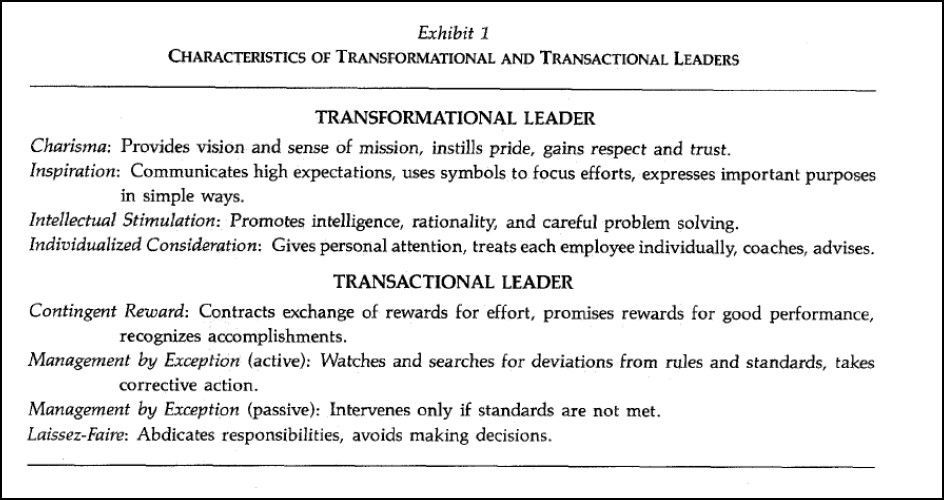 Exhibit 1
CHARACTERISTICS OF TRANSFORMATIONAL AND TRANSACTIONAL LEADERS
TRANSFORMATIONAL LEADER
Charisma: Provides vision and sense of mission, instills pride, gains respect and trust.
Inspiration: Communicates high expectations, uses symbols to focus efforts, expresses important purposes
in simple ways.
Intellectual Stimulation: Promotes intelligence, rationality, and careful problem solving.
Individualized Consideration: Gives personal attention, treats each employee individually, coaches, advises.
TRANSACTIONAL LEADER
Contingent Reward: Contracts exchange of rewards for effort, promises rewards for good performance,
recognizes accomplishments.
Management by Exception (active): Watches and searches for deviations from rules and standards, takes
corrective action.
Management by Exception (passive): Intervenes only if standards are not met.
Laissez-Faire: Abdicates responsibilities, avoids making decisions.